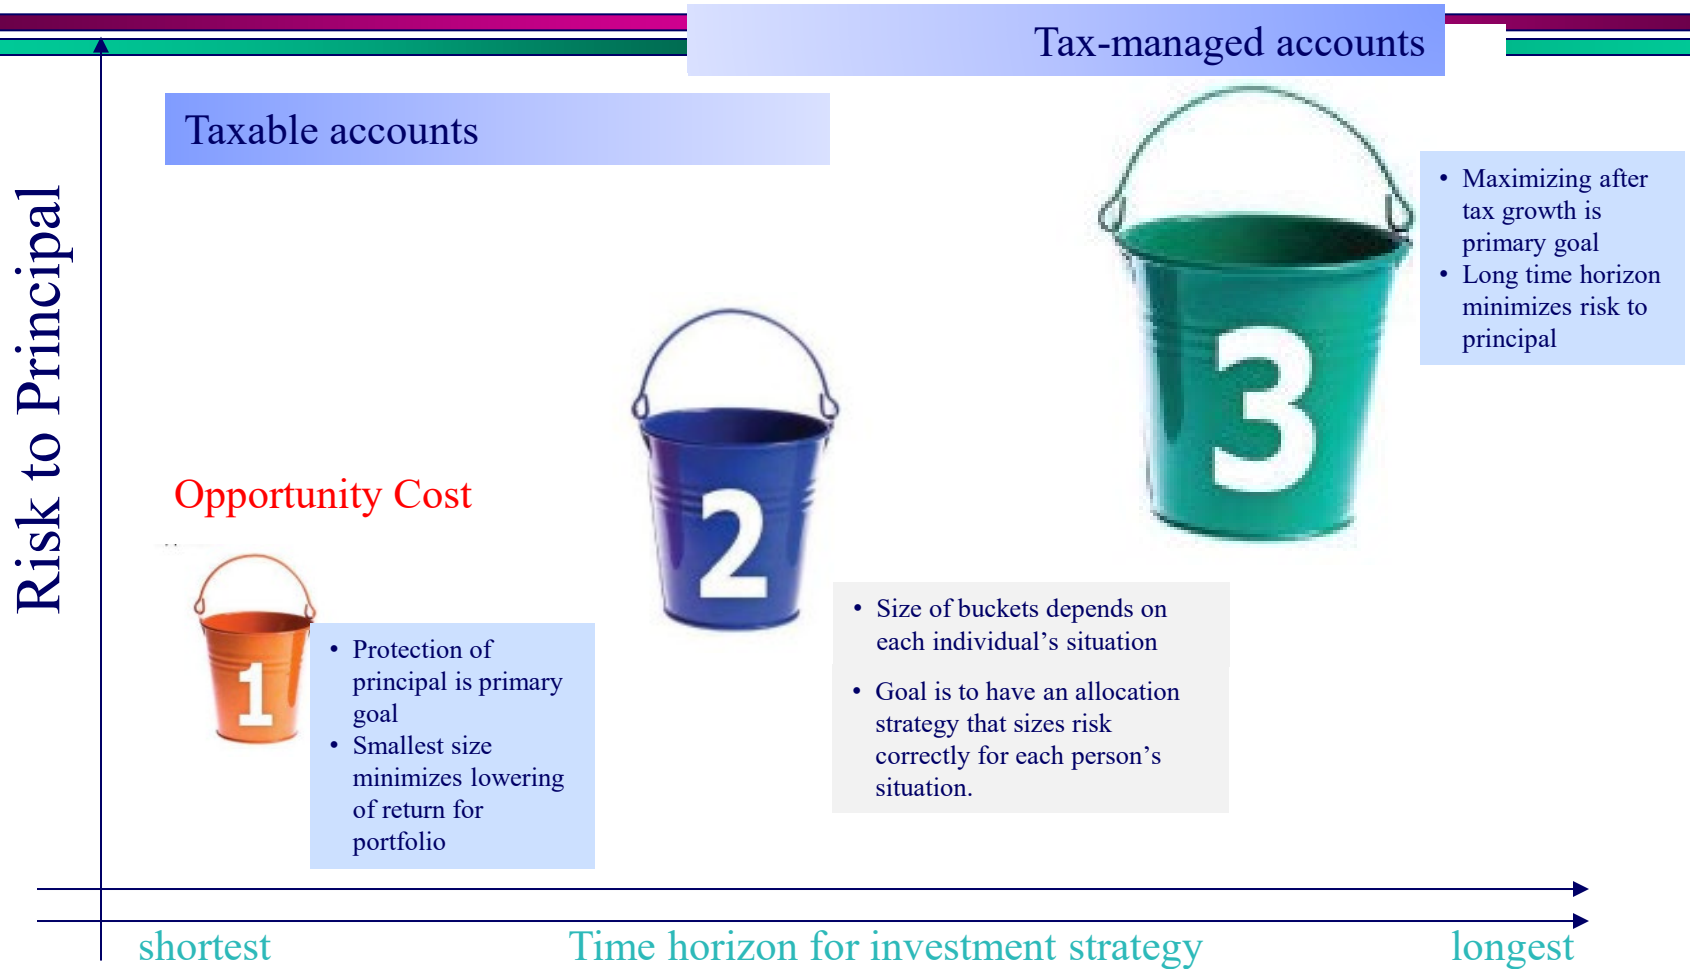 Tax-managed accounts
Taxable accounts
Risk to Principal
• Maximizing after
tax growth is
primary goal
• Long time horizon
minimizes risk to
principal
3
2
Opportunity Cost
1
• Protection of
principal is primary
goal
• Smallest size
minimizes lowering
of return for
portfolio
• Size of buckets depends on
each individual’s situation
• Goal is to have an allocation
strategy that sizes risk
correctly for each person’s
situation.
shortest
Time horizon for investment strategy
longest